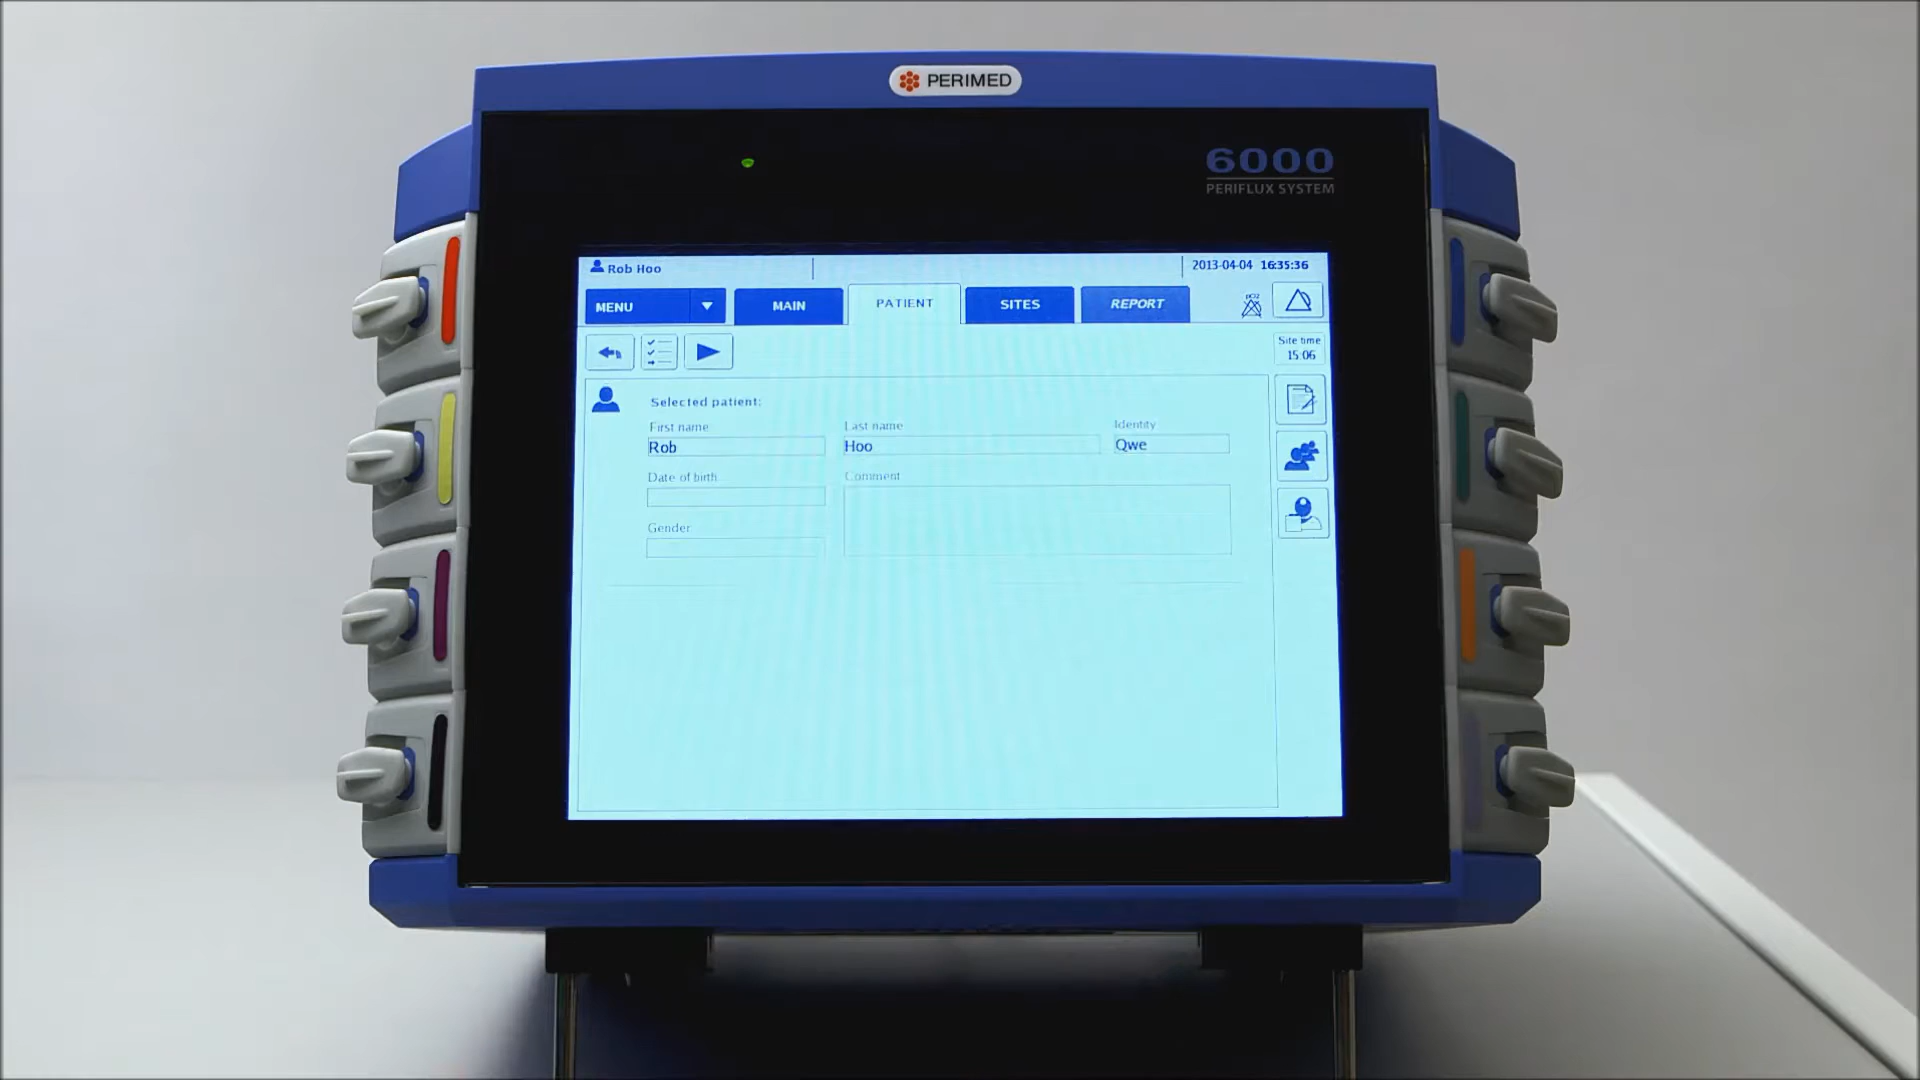 PERIMED
6000
PERIFLUX SYSTEM
Rob Hoo
2013-04-04 16:35:36
MENU
MAIN
PATIENT
SITES
REPORT
pO2
Site time
15:06
Selected patient:
First name
Last name
Identity
Rob
Hoo
Qwe
Date of birth
Comment
Gender